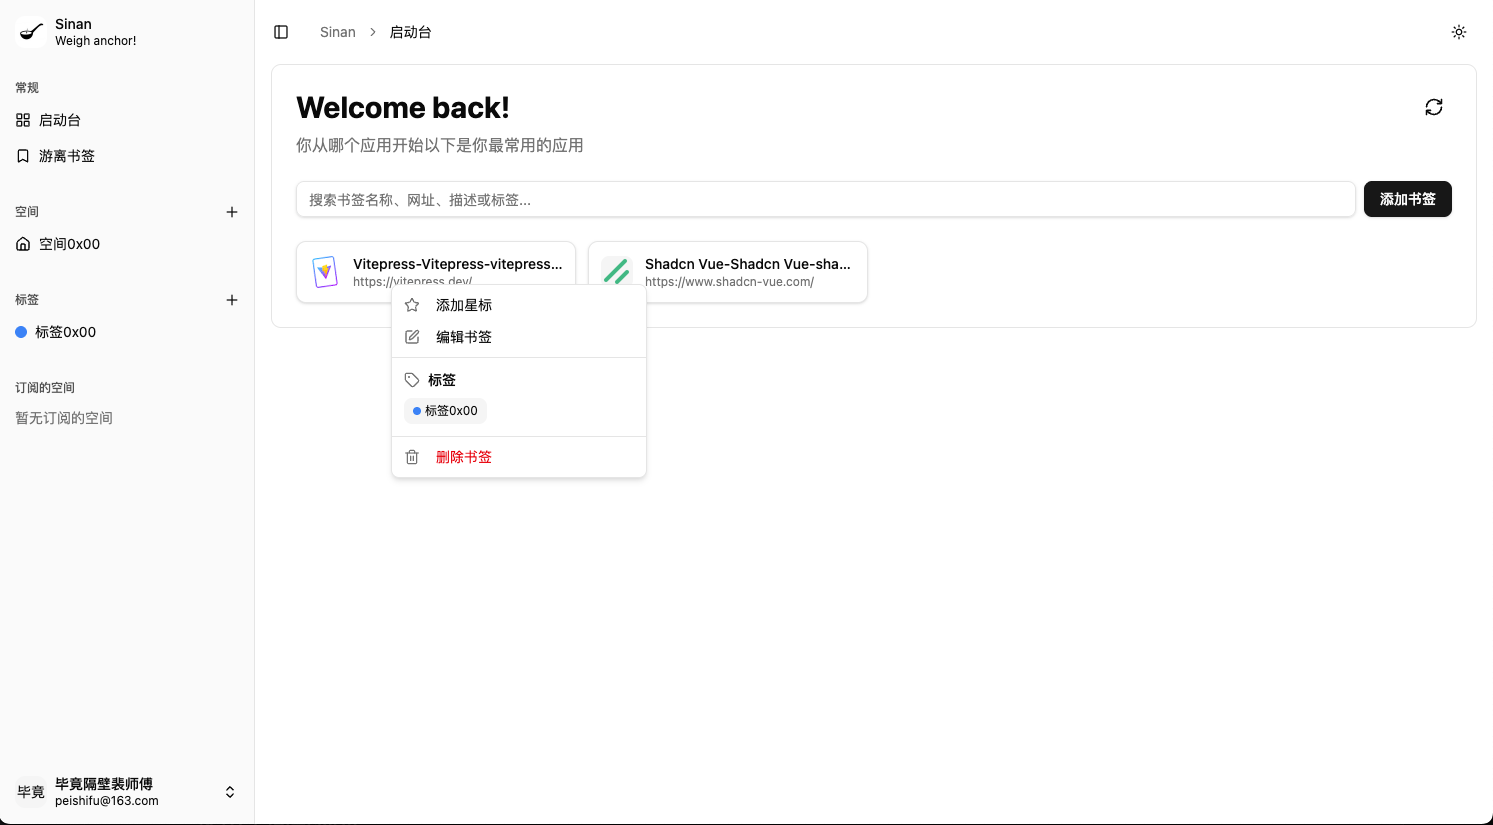 Sinan
Weigh anchor!
常规
启动台
游离书签
空间
空间0x00
标签
标签0x00
订阅的空间
暂无订阅的空间
毕竟
毕竟隔壁裴师傅
peishifu@163.com
Sinan
启动台
Welcome back!
你从哪个应用开始以下是你最常用的应用
搜索书签名称、网址、描述或标签...
添加书签
Vitepress-Vitepress-vitepress...
https://vitepress.dev/
Shadcn Vue-Shadcn Vue-sha...
https://www.shadcn-vue.com/
添加星标
编辑书签
标签
标签0x00
删除书签